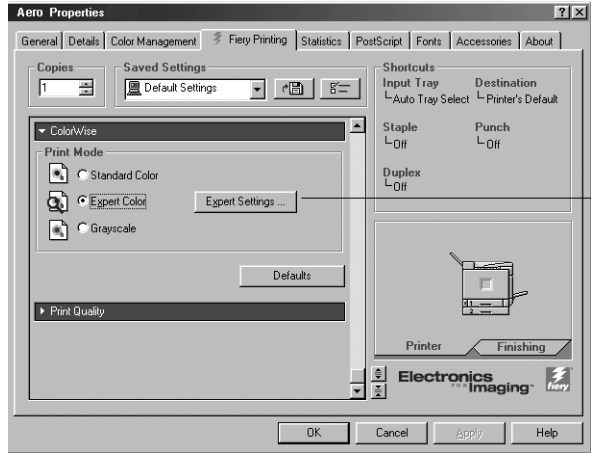 Aero Properties
General Details Color Management Fiery Printing Statistics PostScript Fonts Accessories About
Copies
1
Saved Settings
Default Settings
Shortcuts
Input Tray
Auto Tray Select
Destination
Printer's Default
Staple
Off
Punch
Off
Duplex
Off
ColorWise
Print Mode
Standard Color
Expert Color
Expert Settings ...
Grayscale
Defaults
Print Quality
1
2
Printer
Finishing
Electronics
FOR Imaging
fiery
OK Cancel Apply Help